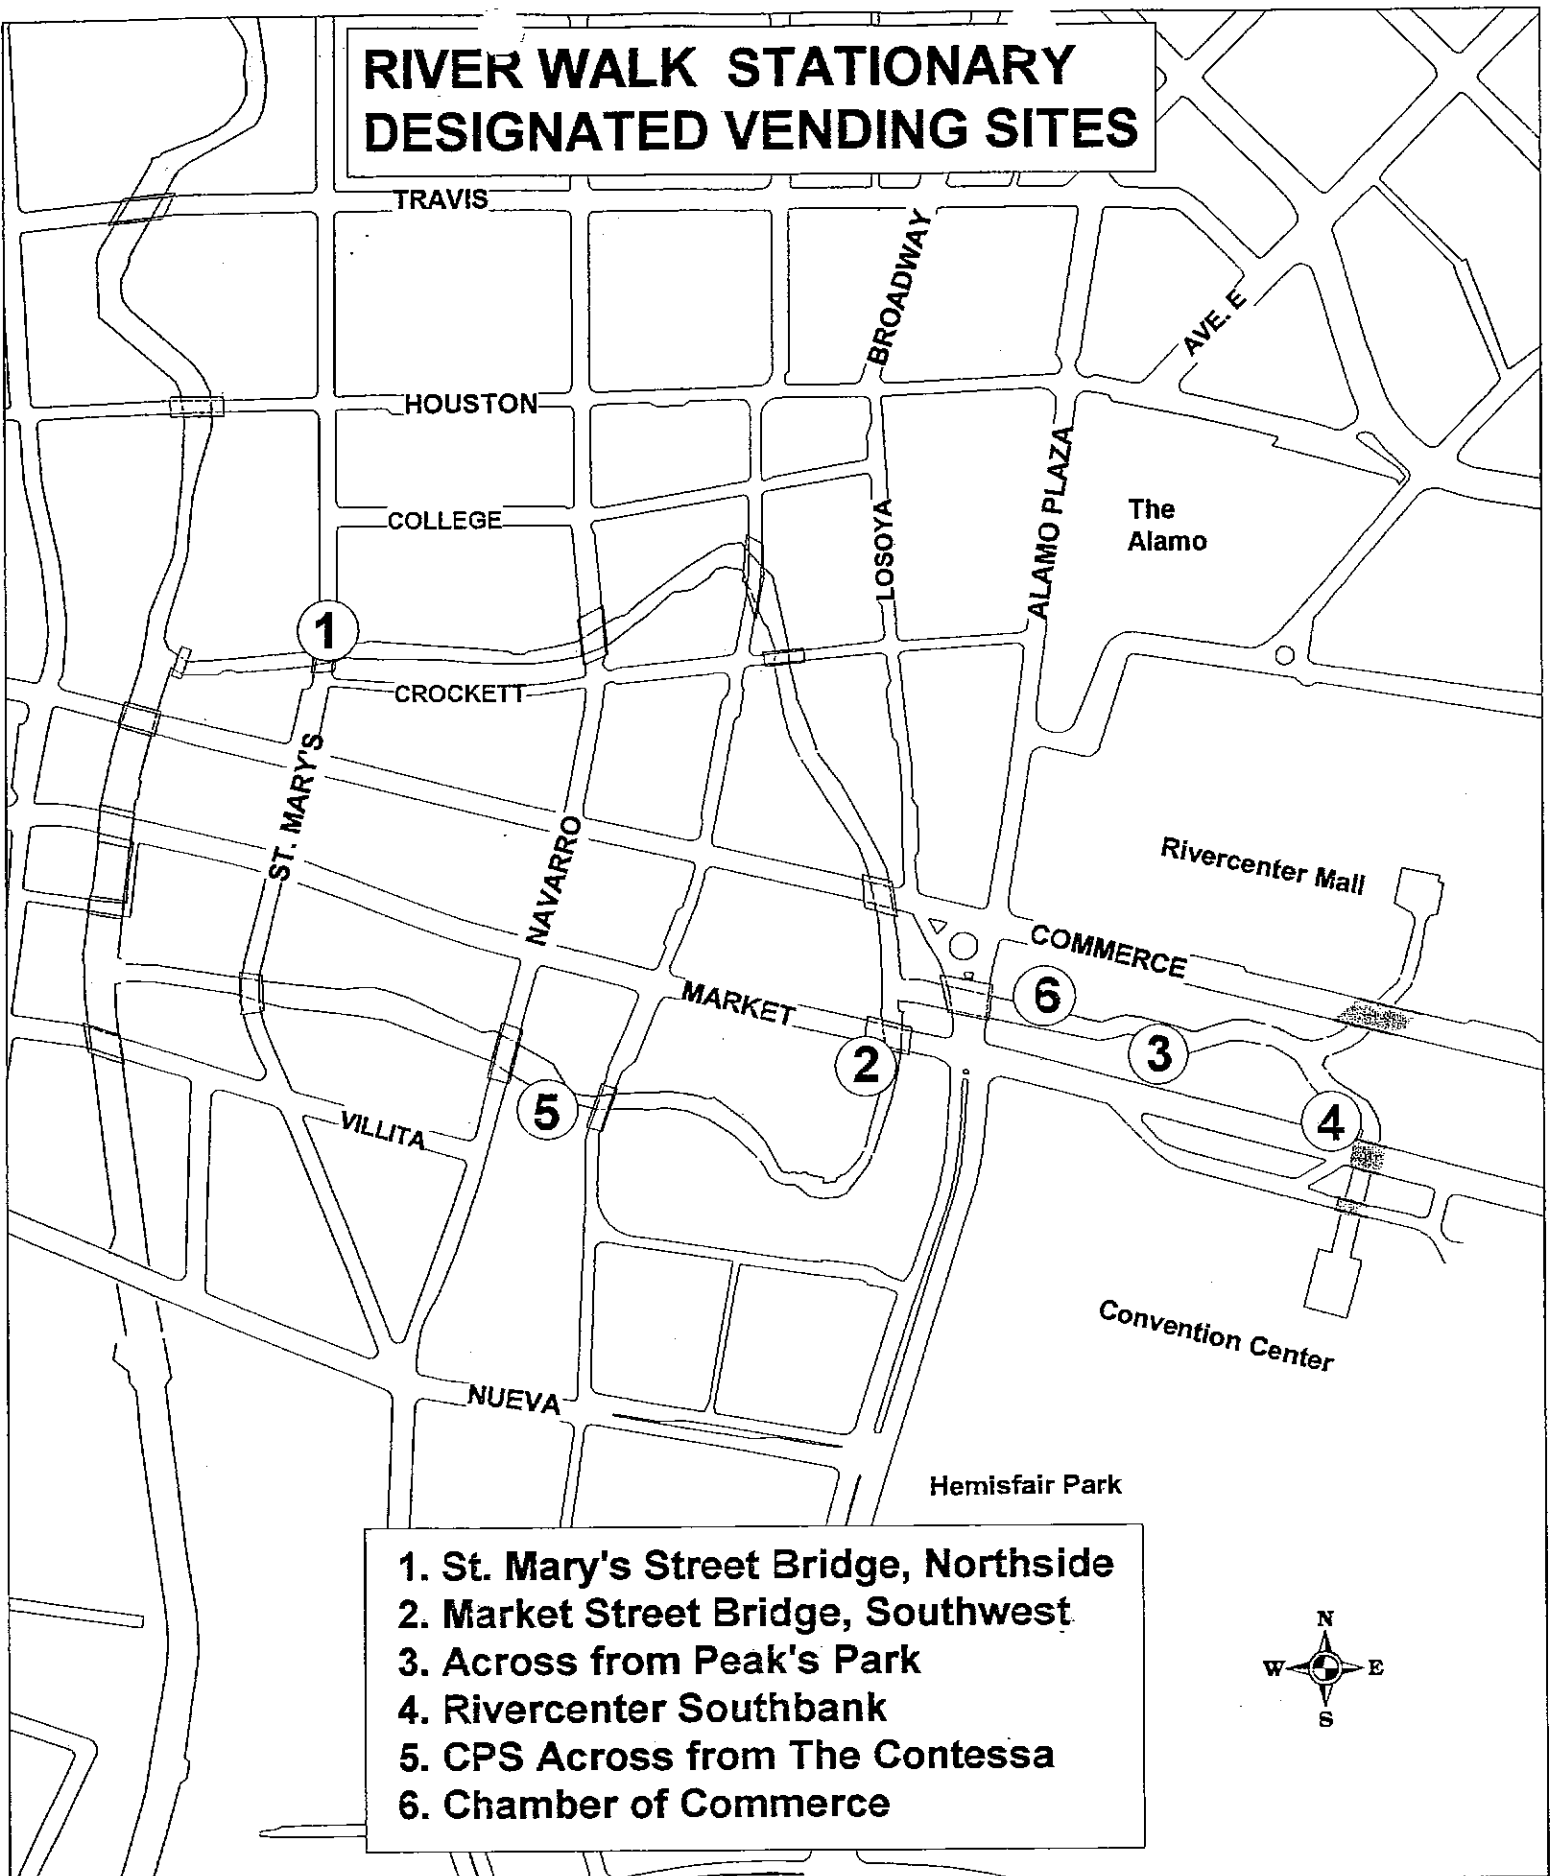 RIVER WALK STATIONARY
DESIGNATED VENDING SITES
TRAVIS
BROADWAY
AVE. E
HOUSTON
ALAMO PLAZA
The
Alamo
COLLEGE
LOSOYA
1
CROCKETT
ST. MARY'S
NAVARRO
Rivercenter Mall
COMMERCE
MARKET
6
3
2
5
4
VILLITA
Convention Center
NUEVA
Hemisfair Park
1. St. Mary's Street Bridge, Northside
2. Market Street Bridge, Southwest
3. Across from Peak's Park
4. Rivercenter Southbank
5. CPS Across from The Contessa
6. Chamber of Commerce
N
W E
S